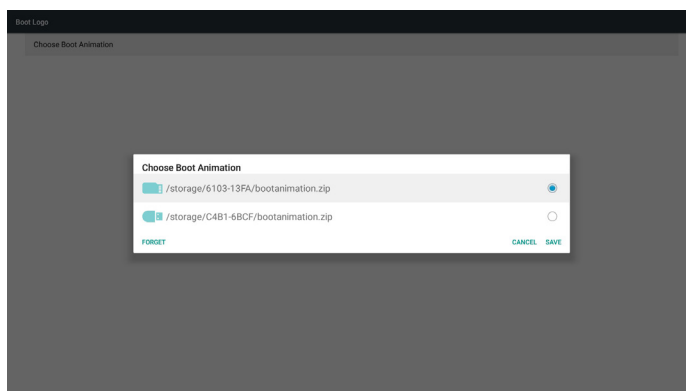 Boot Logo
Choose Boot Animation
Choose Boot Animation
/storage/6103-13FA/bootanimation.zip
/storage/C4B1-6BCF/bootanimation.zip
FORGET CANCEL SAVE